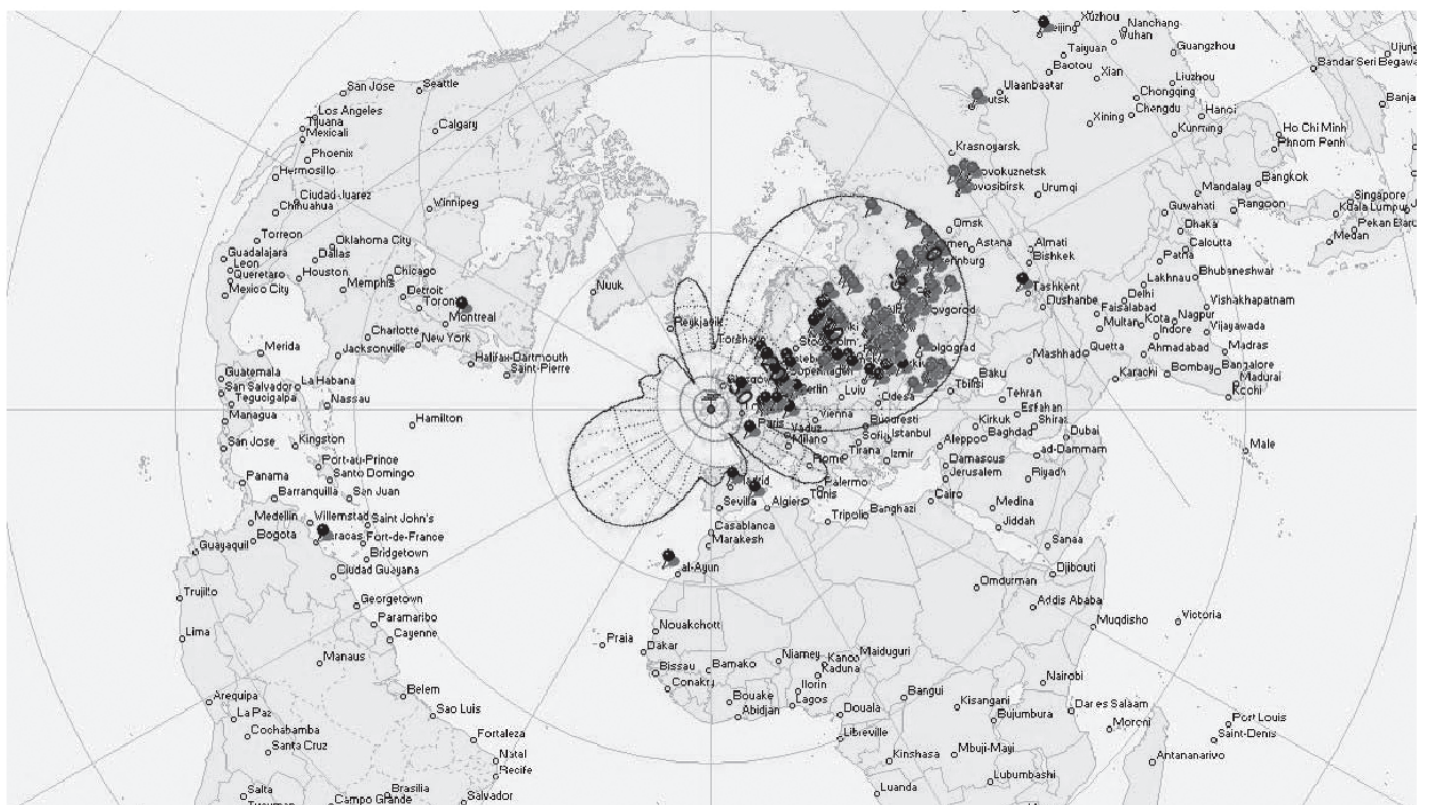 Xuzhou
Nanchang
Wuhan
Guangzhou
Taiyuan
Baotou
Xian
Liuzhou
Chongqing
Chengdu
Hanoi
Xining
Kunming
Ulaanbaatar
Bandar Seri Begawa
Banja
Ho Chi Minh
Phnom Penh
San Jose
Seattle
Los Angeles
Tijuana
Mexicali
Calgary
Phoenix
Hermosillo
Ciudad Juarez
Chihuahua
Winnipeg
Krasnoyarsk
ovokuznetsk
ovosibirsk
Urumqi
Bangkok
Mandalay
Rangoon
Singapore
Kuala Lumpur
Pekan Baru
Medan
Guwahati
Dhaka
Calcutta
Patna
Omsk
Astana
Almati
Bishkek
Torreon
Guadalajara
Leon
Queretaro
Mexico City
Oklahoma City
Dallas
Houston
Memphis
Chicago
Detroit
Montreal
Nuuk
Reykjavik
Tashkent
Dushanbe
Lakhnau
Bhubaneshwar
Delhi
Faisalabad
Multan
Kota
Nagpur
Vishakhapatnam
Indore
Vijayawada
Charlotte
New York
Jacksonville
Merida
Halifax-Dartmouth
Saint-Pierre
Mashhad
Quetta
Ahmadabad
Madras
Karachi
Bombay
Bangalore
Madurai
Kochi
Baku
Tbilisi
Tehran
Guatemala
San Salvador
Tegucigalpa
La Habana
Nassau
Managua
Hamilton
Lviv
Odesa
Vienna
Paris
Vaduz
Milano
Bucuresti
Sofia
Istanbul
Kirkuk
Esfahan
Shiraz
Baghdad
Dubai
Male
San Jose
Kingston
Rome
Tirana
Izmir
Aleppo
Damascus
Jerusalem
ad-Dammam
Riyadh
Panama
Port-au-Prince
Santo Domingo
Barranquilla
San Juan
Sevilla
Algiers
Tunis
Palermo
Tripoli
Banghazi
Cairo
Medina
Jiddah
Medellin
Willemstad
Saint John's
Bogota
Fort-de-France
Guayaquil
Bridgetown
Ciudad Guayana
Casablanca
Marakesh
al-Ayun
Sanaa
Djibouti
Trujillo
Georgetown
Omdurman
Addis Ababa
Paramaribo
Cayenne
Lima
Nouakchott
Praia
Dakar
Muqdisho
Victoria
Manaus
Bissau
Bamako
Niamey
Kano
Maiduguri
Kaduna
Conakry
Nairobi
Arequipa
Belem
Ilorin
Bangui
Bouake
Lagos
Kisangani
La Paz
Sao Luis
Abidjan
Douala
Bujumbura
Dar es Salaam
Port Louis
Moroni
Saint-Denis
Cochabamba
Santa Cruz
Fortaleza
Libreville
Natal
Kinshasa
Mbuji-Mayi
Antananarivo
Recife
Lubumbashi
Salta
Brasilia
Campo Grande
Salvador
Luanda